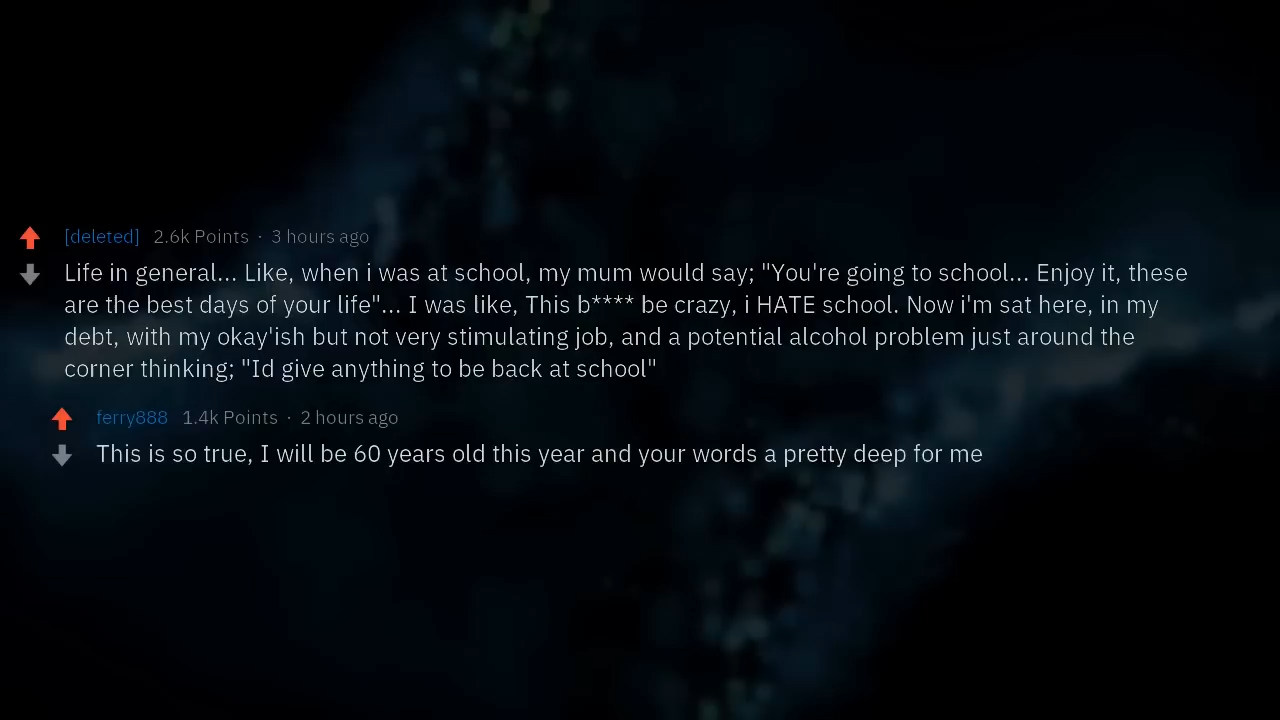 [deleted] 2.6k Points · 3 hours ago
Life in general... Like, when i was at school, my mum would say; "You're going to school... Enjoy it, these
are the best days of your life"... I was like, This b**** be crazy, i HATE school. Now i'm sat here, in my
debt, with my okay'ish but not very stimulating job, and a potential alcohol problem just around the
corner thinking; "Id give anything to be back at school"
ferry888 1.4k Points · 2 hours ago
This is so true, I will be 60 years old this year and your words a pretty deep for me